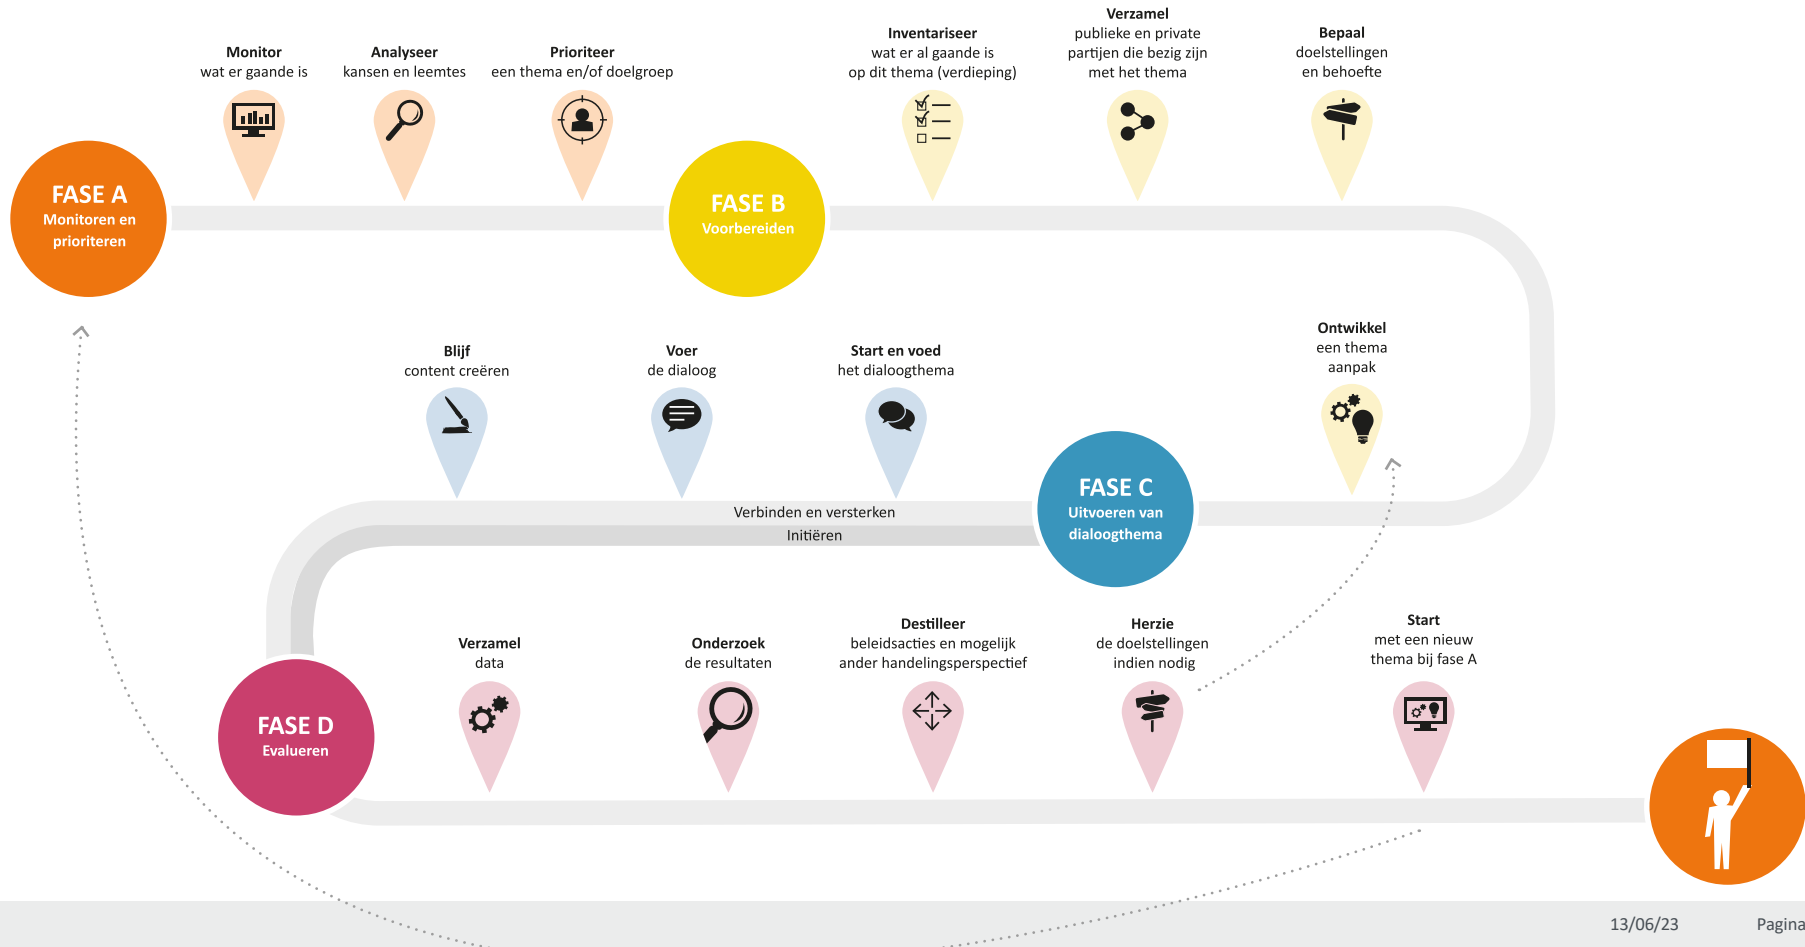 Monitor
wat er gaande is
Analyseer
kansen en leemtes
Prioriteer
een thema en/of doelgroep
Inventariseer
wat er al gaande is
op dit thema (verdieping)
Verzamel
publieke en private
partijen die bezig zijn
met het thema
Bepaal
doelstellingen
en behoefte
FASE A
Monitoren en
prioriteren
FASE B
Voorbereiden
Ontwikkel
een thema
aanpak
Blijf
content creëren
Voer
de dialoog
Start en voed
het dialoogthema
FASE C
Uitvoeren van
dialoogthema
Verbinden en versterken
Initiëren
FASE D
Evalueren
Verzamel
data
Onderzoek
de resultaten
Destilleer
beleidsacties en mogelijk
ander handelingsperspectief
Herzie
de doelstellingen
indien nodig
Start
met een nieuw
thema bij fase A
13/06/23 Pagina